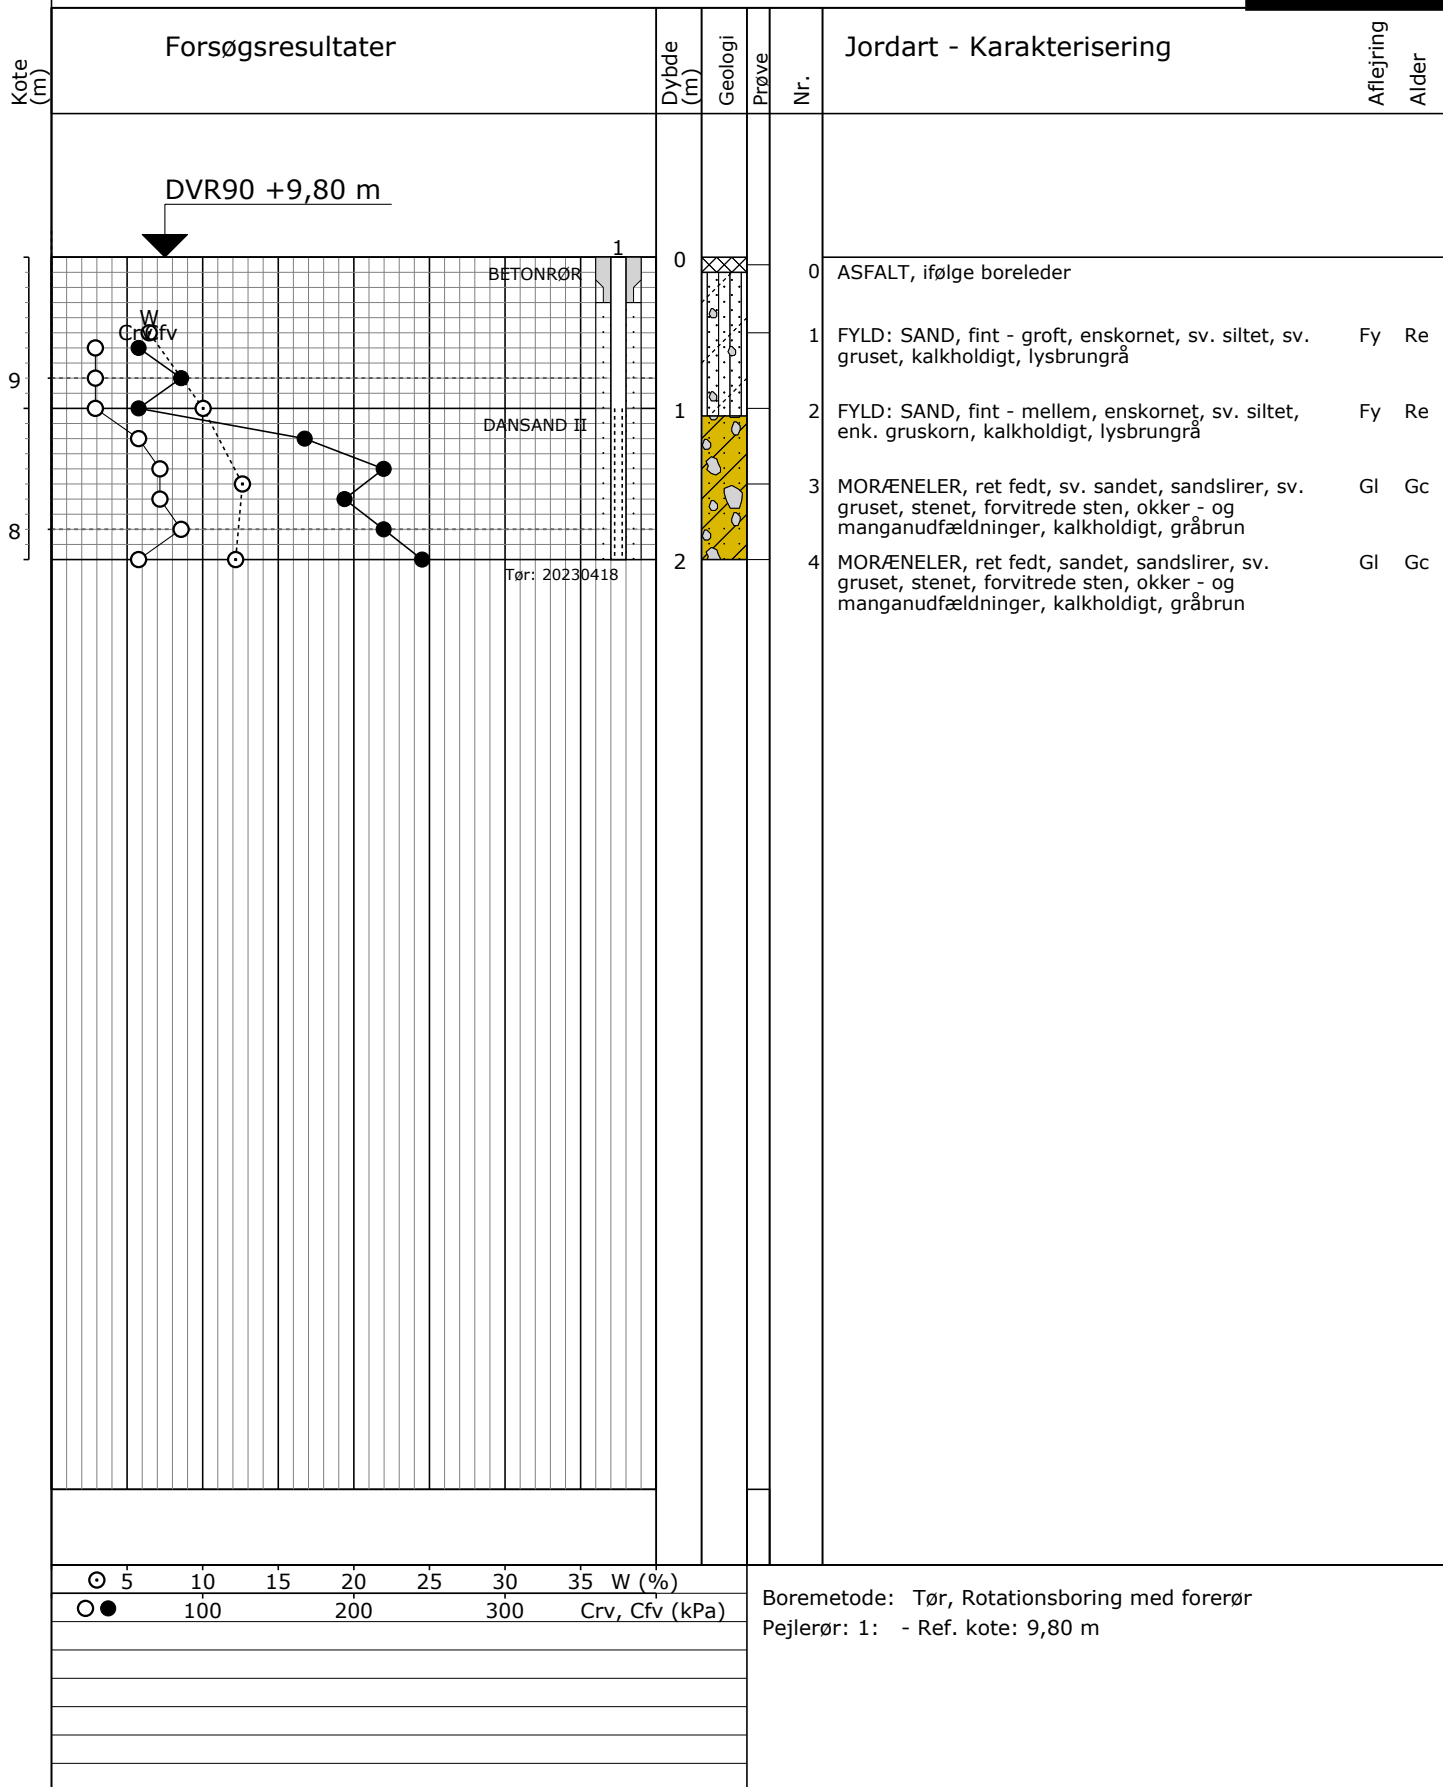 Kote (m)
Forsøgsresultater
Dybde (m)
Geologi
Prøve
Nr.
Jordart - Karakterisering
Aflejring
Alder
DVR90 +9,80 m
1
0
BETONRØR
0 ASFALT, ifølge boreleder
W
Crv Cfv
1 FYLD: SAND, fint - groft, enskornet, sv. siltet, sv. Fy Re
gruset, kalkholdigt, lysbrungrå
9
1
2 FYLD: SAND, fint - mellem, enskornet, sv. siltet, Fy Re
enk. gruskorn, kalkholdigt, lysbrungrå
DANSAND II
3 MORÆNELER, ret fedt, sv. sandet, sandslirer, sv. Gl Gc
gruset, stenet, forvitrede sten, okker - og
manganudfældninger, kalkholdigt, gråbrun
8
2
4 MORÆNELER, ret fedt, sandet, sandslirer, sv. Gl Gc
gruset, stenet, forvitrede sten, okker - og
manganudfældninger, kalkholdigt, gråbrun
Tør: 20230418
5 10 15 20 25 30 35 W (%)
100 200 300 Crv, Cfv (kPa)
Boremetode: Tør, Rotationsboring med forerør
Pejlerør: 1: - Ref. kote: 9,80 m